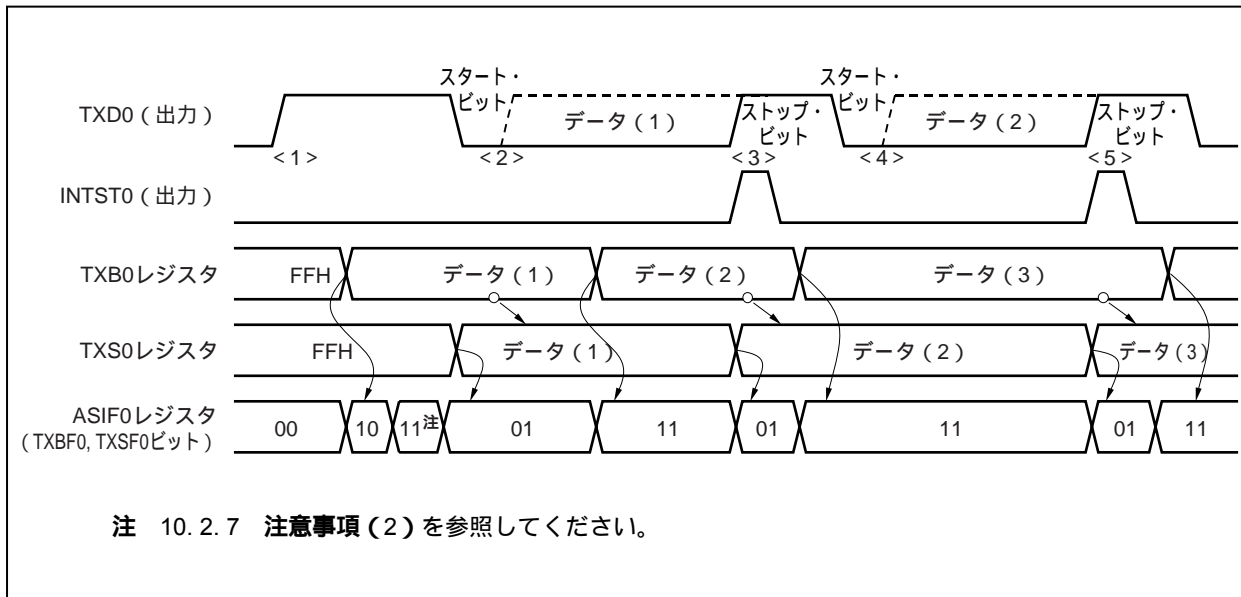 スタート・
ビット
スタート・
ビット
TXD0（出力）
データ（1）
ストップ・
ビット
データ（2）
ストップ・
ビット
<1>
<2>
<3>
<4>
<5>
INTST0（出力）
TXB0レジスタ
FFH
データ（1）
データ（2）
データ（3）
TXS0レジスタ
FFH
データ（1）
データ（2）
データ（3）
ASIF0レジスタ
（TXBF0, TXSF0ビット）
00
10
11注
01
11
01
11
01
11
注　10. 2. 7　注意事項（2）を参照してください。